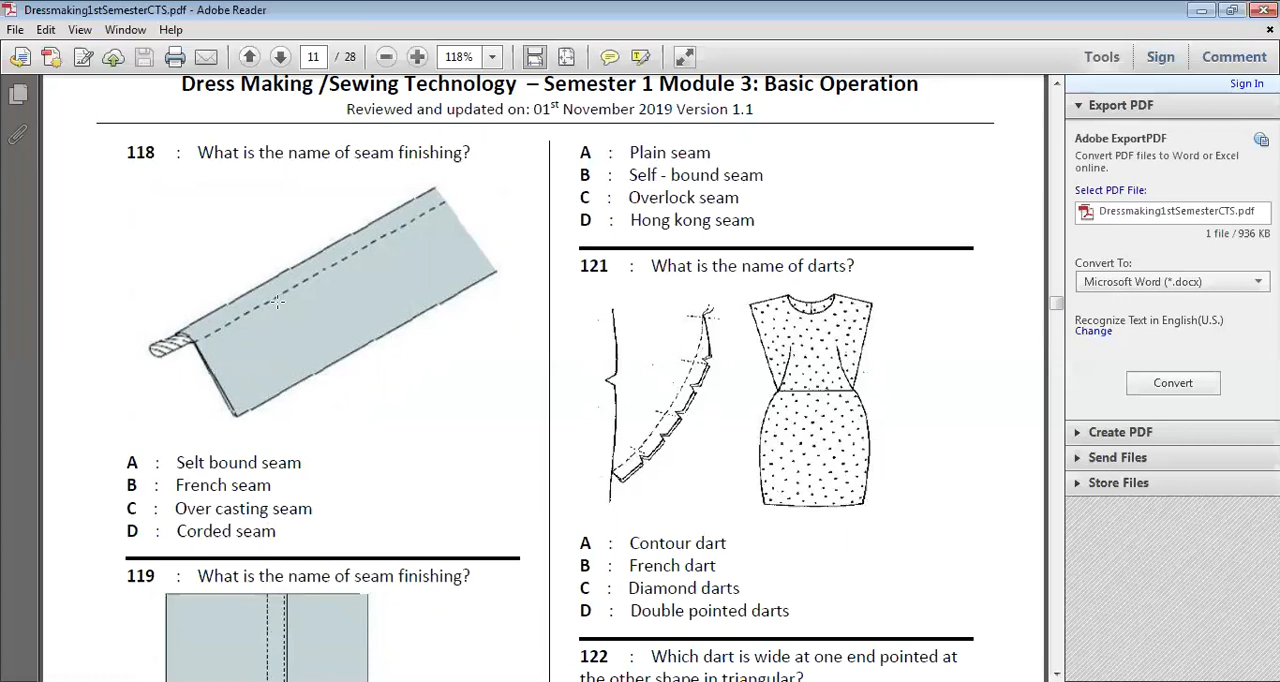 Dressmaking1stSemesterCTS.pdf - Adobe Reader
File Edit View Window Help
11 / 28 118% Tools Sign Comment
Dress Making /Sewing Technology – Semester 1 Module 3: Basic Operation
Reviewed and updated on: 01st November 2019 Version 1.1
118 : What is the name of seam finishing?
A : Selt bound seam
B : French seam
C : Over casting seam
D : Corded seam
119 : What is the name of seam finishing?
A : Plain seam
B : Self - bound seam
C : Overlock seam
D : Hong kong seam
121 : What is the name of darts?
A : Contour dart
B : French dart
C : Diamond darts
D : Double pointed darts
122 : Which dart is wide at one end pointed at
the other shape in triangular?
Sign In
Export PDF
Adobe ExportPDF
Convert PDF files to Word or Excel
online.
Select PDF File:
Dressmaking1stSemesterCTS.pdf
1 file / 936 KB
Convert To:
Microsoft Word (*.docx)
Recognize Text in English(U.S.)
Change
Convert
Create PDF
Send Files
Store Files